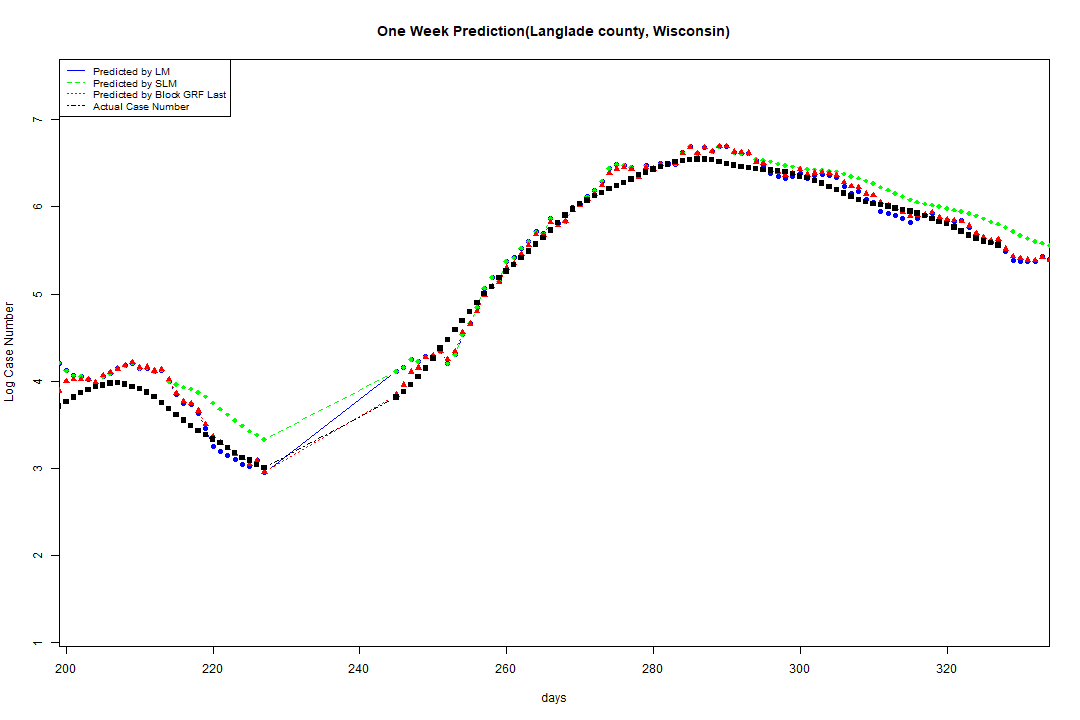 One Week Prediction(Langlade county, Wisconsin)
Predicted by LM
Predicted by SLM
Predicted by Block GRF Last
Actual Case Number
7
6
5
4
3
2
1
Log Case Number
200 220 240 260 280 300 320
days